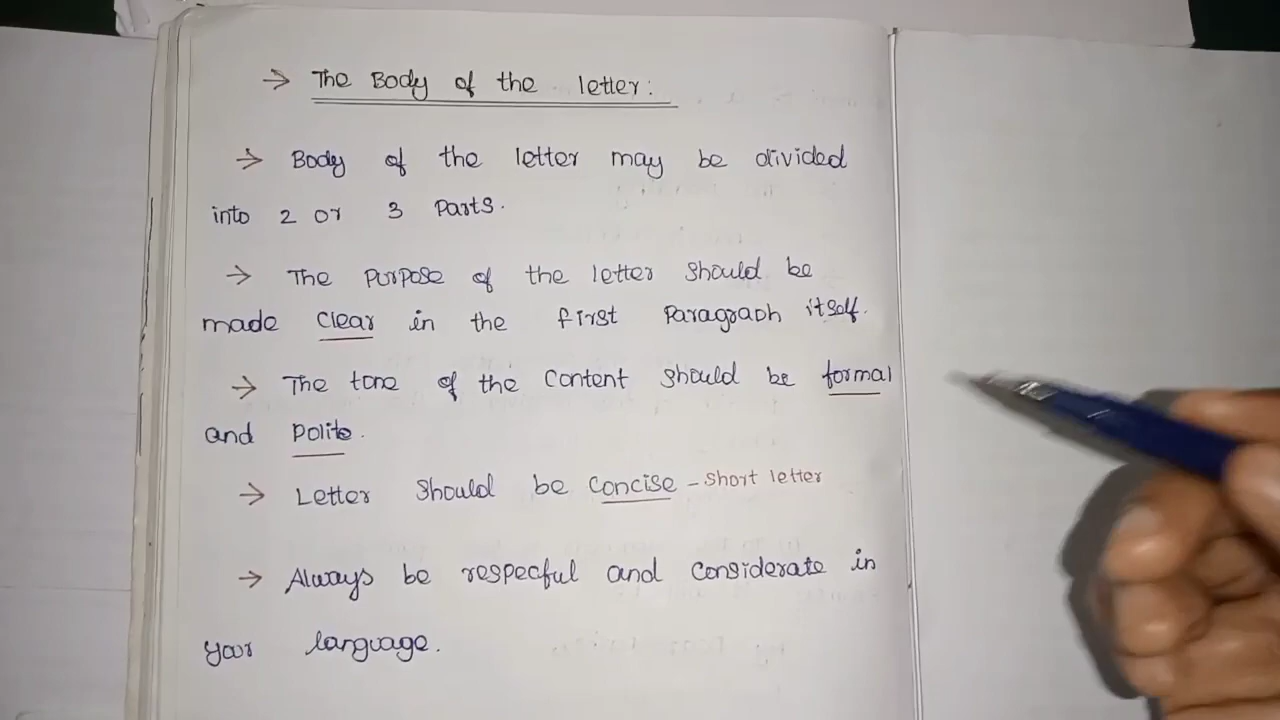 → The Body of the letter:
→ Body of the letter may be divided
into 2 or 3 Parts.
→ The Purpose of the letter should be
made clear in the first Paragraph itself.
→ The tone of the content should be formal
and Polite.
→ Letter should be concise - short letter
→ Always be respecful and considerate in
your language.